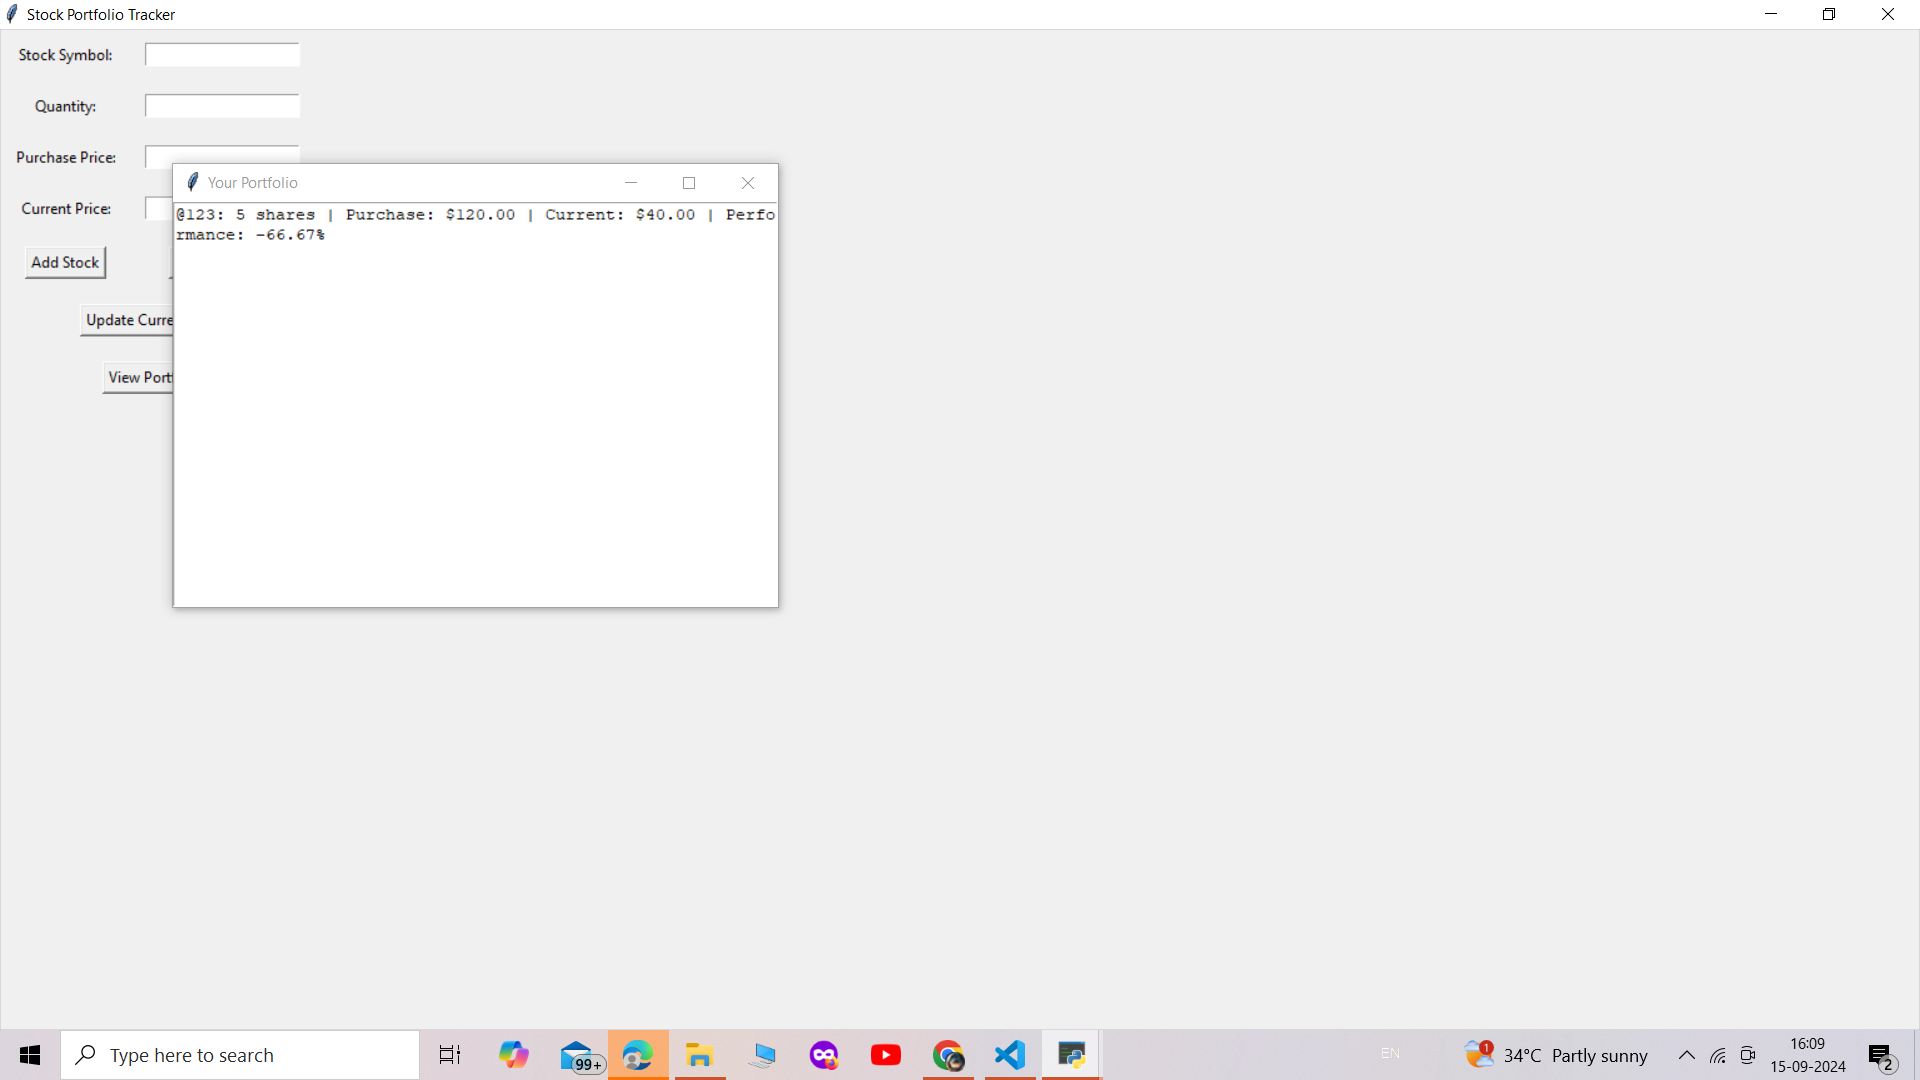 Stock Portfolio Tracker
Stock Symbol:
Quantity:
Purchase Price:
Current Price:
Add Stock
Update Curre
View Port
Your Portfolio
@123: 5 shares | Purchase: $120.00 | Current: $40.00 | Perfo
rmance: -66.67%
Type here to search
99+
EN
1
34°C Partly sunny
16:09
15-09-2024
2